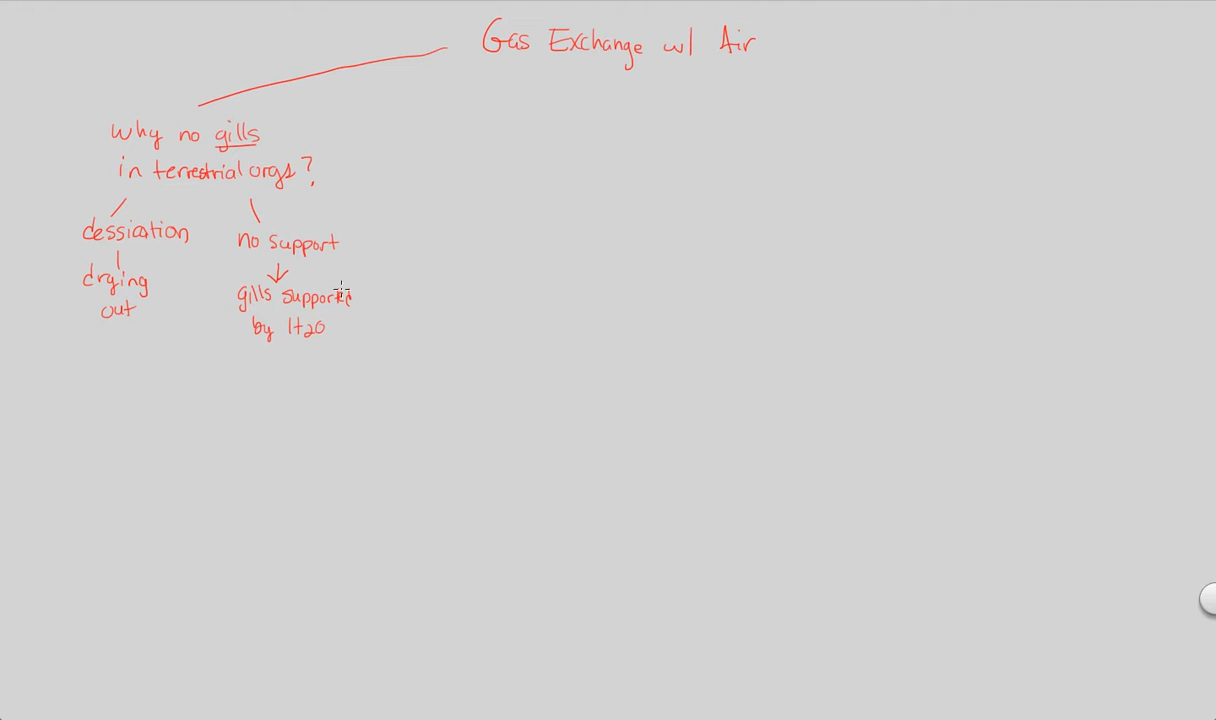 Gas Exchange w/ Air
Why no gills
in terrestrial orgs?
dessication
drying
out
no support
gills supported
by H2O